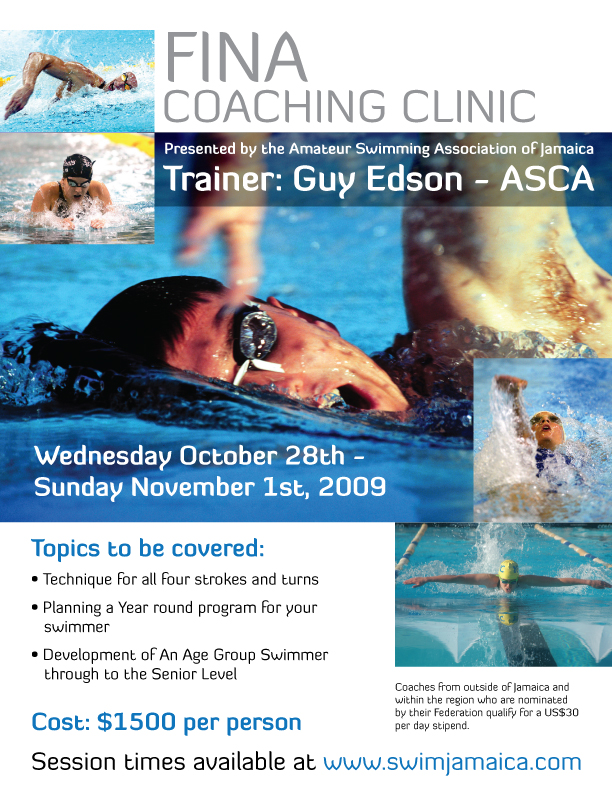 FINA
COACHING CLINIC
Presented by the Amateur Swimming Association of Jamaica
Trainer: Guy Edson - ASCA
Wednesday October 28th -
Sunday November 1st, 2009
Topics to be covered:
• Technique for all four strokes and turns
• Planning a Year round program for your
swimmer
• Development of An Age Group Swimmer
through to the Senior Level
Coaches from outside of Jamaica and
within the region who are nominated
by their Federation qualify for a US$30
per day stipend.
Cost: $1500 per person
Session times available at www.swimjamaica.com